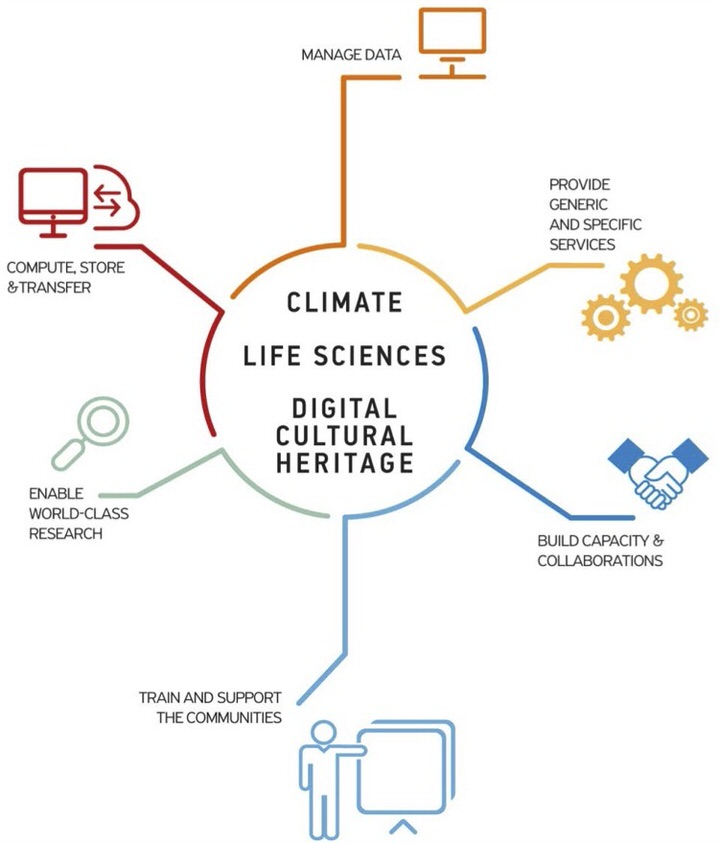 MANAGE DATA
PROVIDE
GENERIC
AND SPECIFIC
SERVICES
COMPUTE, STORE
&TRANSFER
CLIMATE
LIFE SCIENCES
DIGITAL
CULTURAL
HERITAGE
ENABLE
WORLD-CLASS
RESEARCH
BUILD CAPACITY &
COLLABORATIONS
TRAIN AND SUPPORT
THE COMMUNITIES